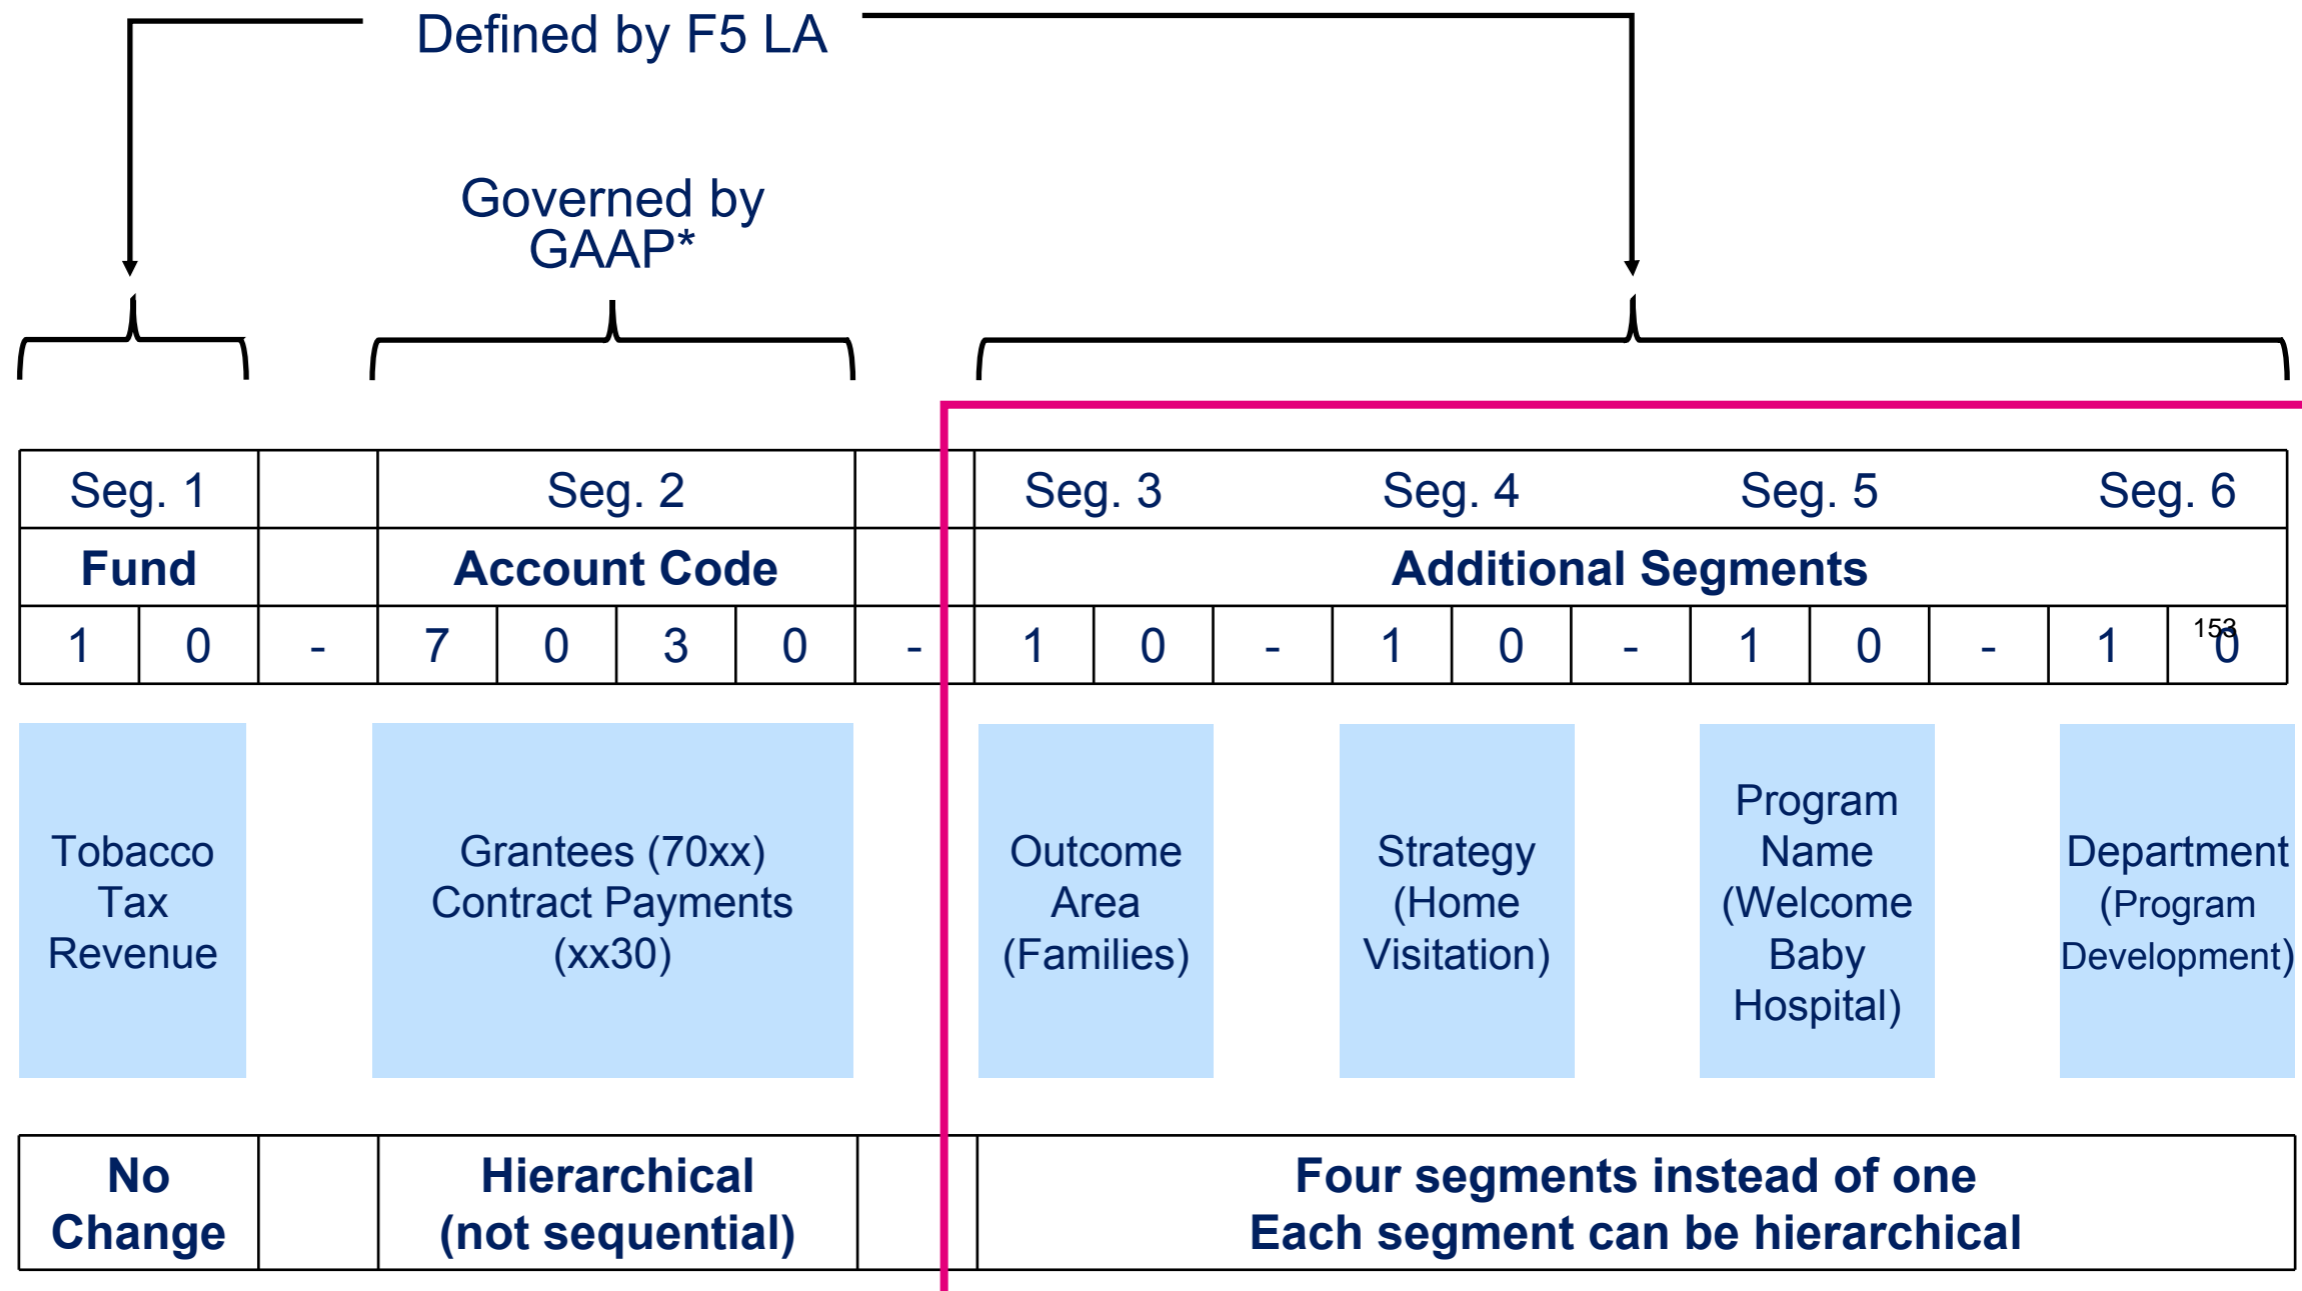 Defined by F5 LA
Governed by
GAAP*
Seg. 1 Seg. 2 Seg. 3 Seg. 4 Seg. 5 Seg. 6
Fund Account Code Additional Segments
1 0 - 7 0 3 0 - 1 0 - 1 0 - 1 0 - 1 0
153
Tobacco
Tax
Revenue
Grantees (70xx)
Contract Payments
(xx30)
Outcome
Area
(Families)
Strategy
(Home
Visitation)
Program
Name
(Welcome
Baby
Hospital)
Department
(Program
Development)
No
Change
Hierarchical
(not sequential)
Four segments instead of one
Each segment can be hierarchical